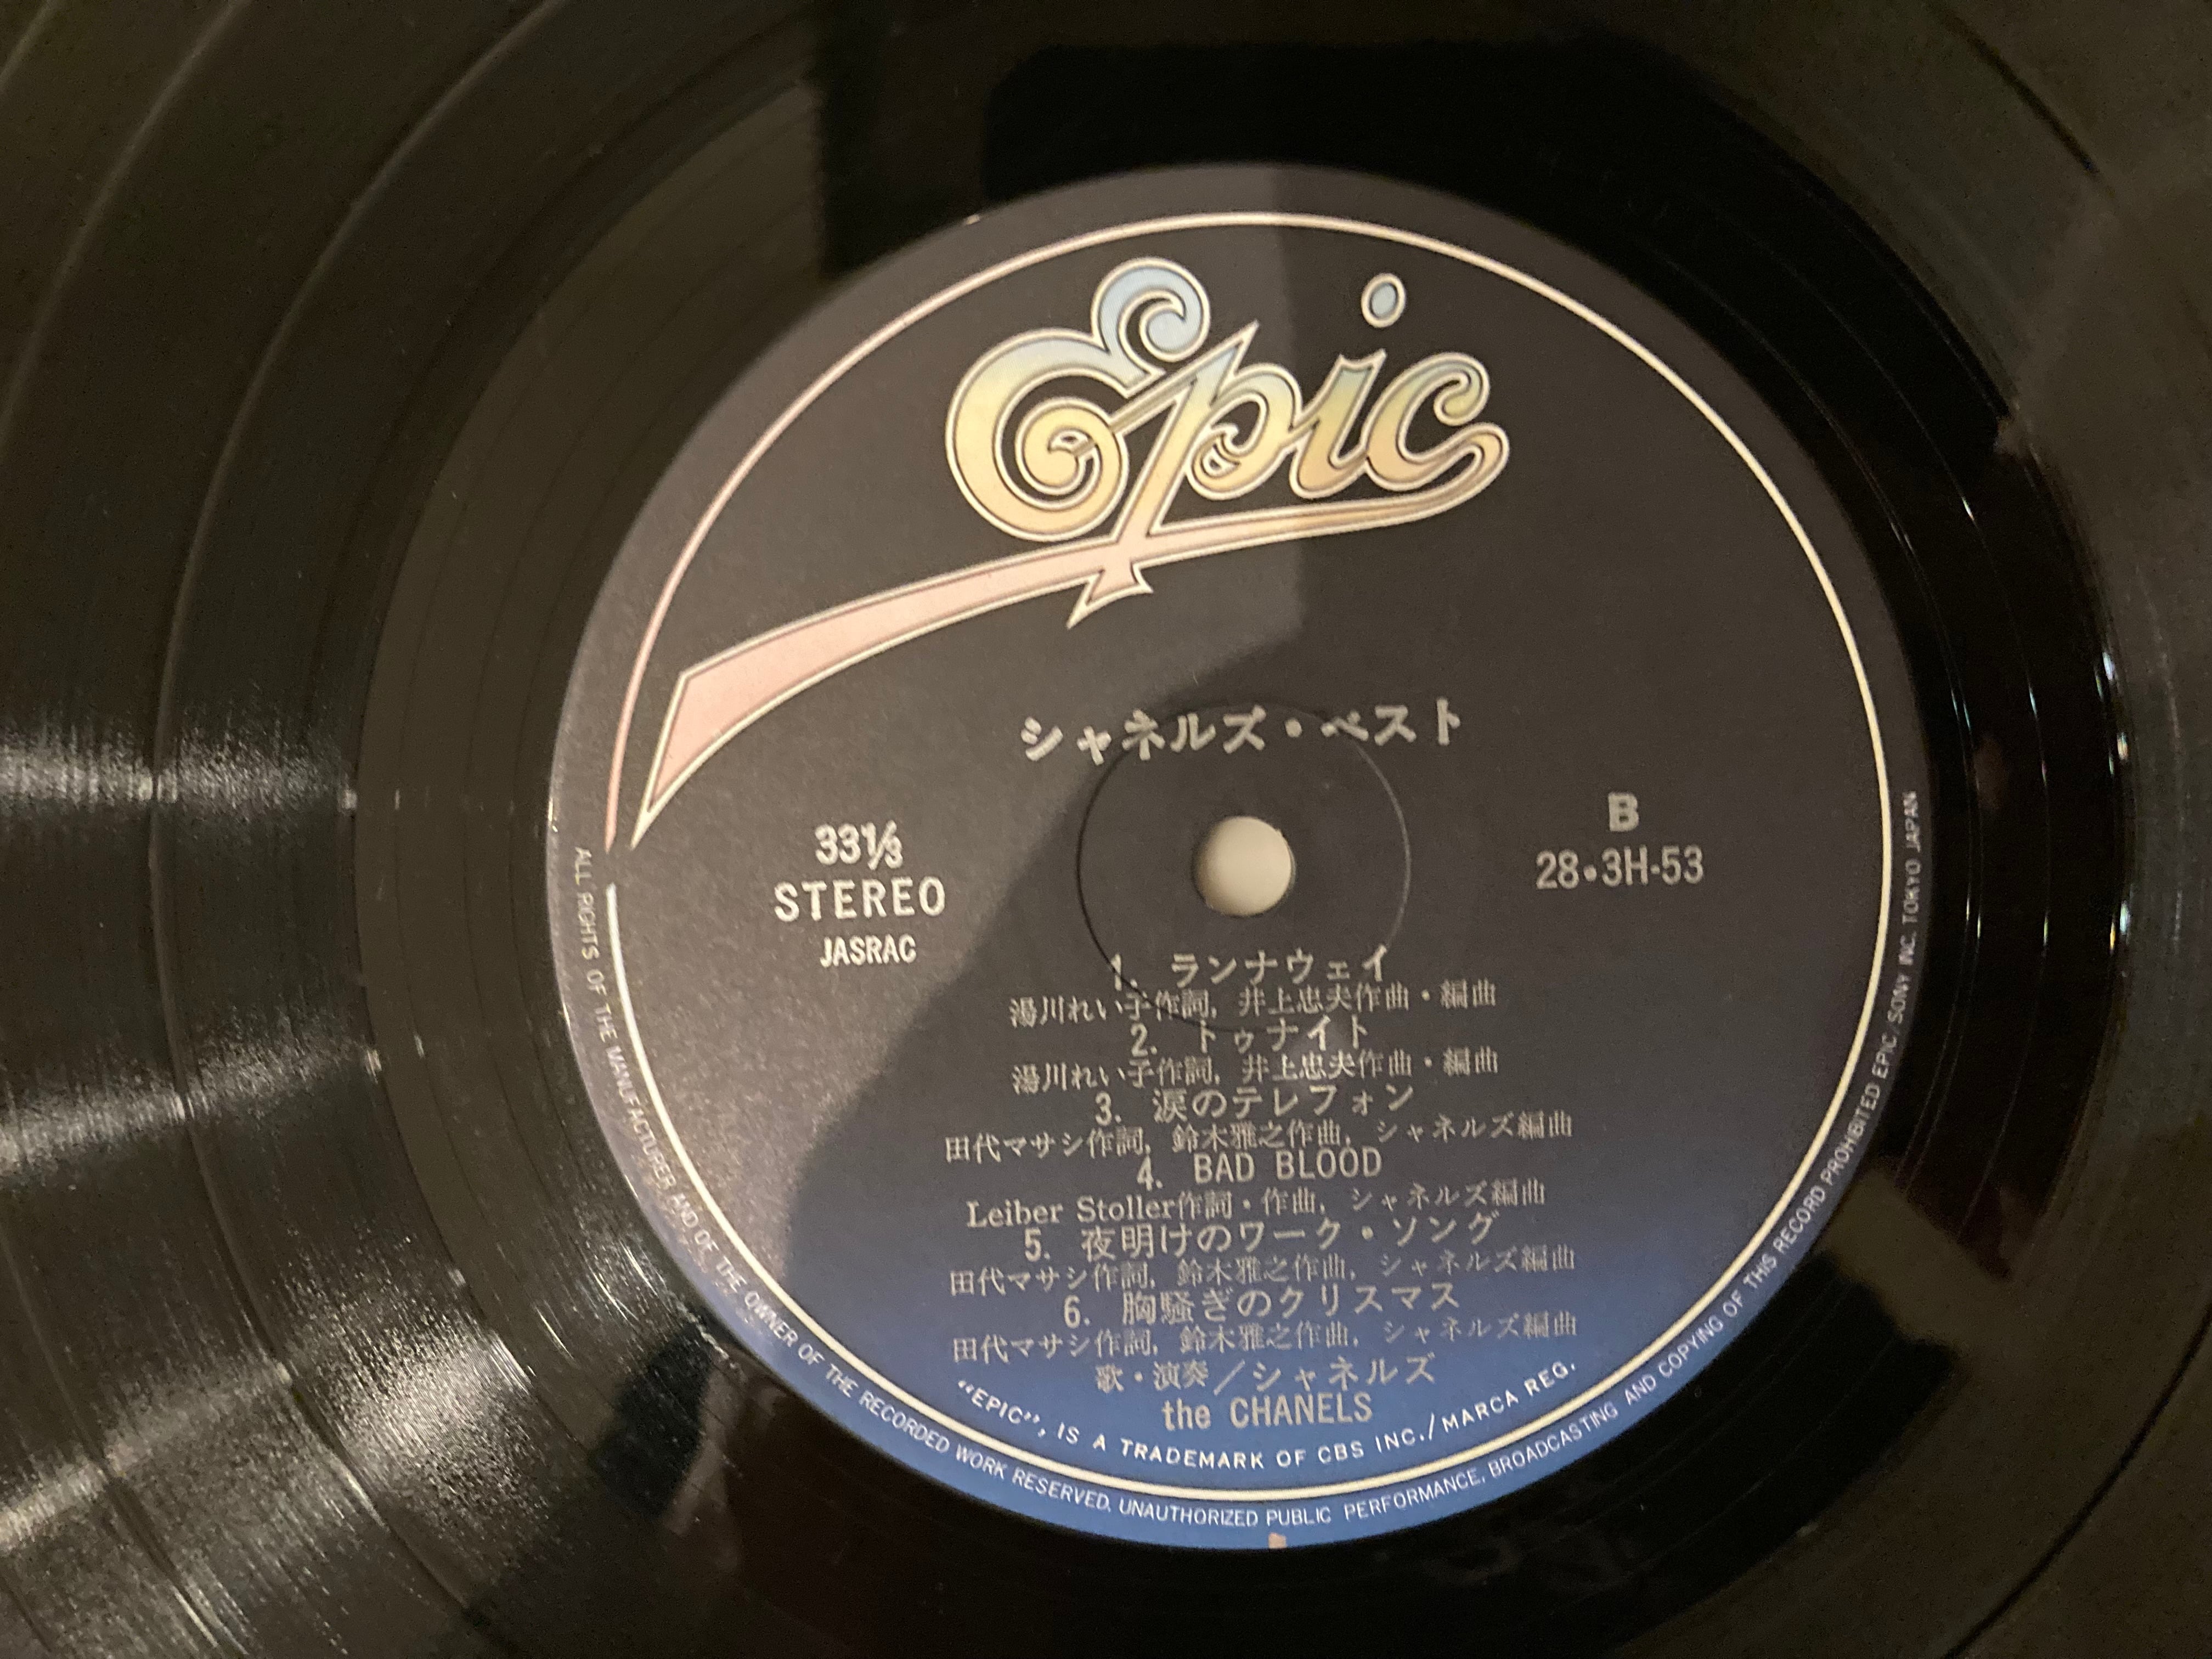 Epic
シャネルズ・ベスト
33⅓
STEREO
JASRAC
B
28・3H-53
1. ランナウェイ
湯川れい子作詞, 井上忠夫作曲・編曲
2. トゥナイト
湯川れい子作詞, 井上忠夫作曲・編曲
3. 涙のテレフォン
田代マサシ作詞, 鈴木雅之作曲, シャネルズ編曲
4. BAD BLOOD
Leiber Stoller作詞・作曲, シャネルズ編曲
5. 夜明けのワーク・ソング
田代マサシ作詞, 鈴木雅之作曲, シャネルズ編曲
6. 胸騒ぎのクリスマス
田代マサシ作詞, 鈴木雅之作曲, シャネルズ編曲
歌・演奏／シャネルズ
the CHANELS
"EPIC", IS A TRADEMARK OF CBS INC./MARCA REG.
ALL RIGHTS OF THE MANUFACTURER AND OF THE OWNER OF THE RECORDED WORK RESERVED. UNAUTHORIZED PUBLIC PERFORMANCE, BROADCASTING AND COPYING OF THIS RECORD PROHIBITED EPIC/SONY INC. TOKYO JAPAN